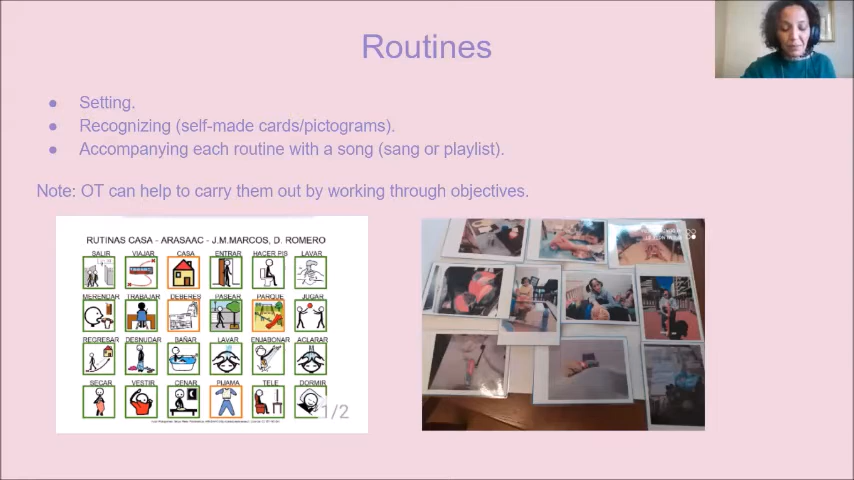 Routines
● Setting.
● Recognizing (self-made cards/pictograms).
● Accompanying each routine with a song (sang or playlist).
Note: OT can help to carry them out by working through objectives.
RUTINAS CASA - ARASAAC - J.M.MARCOS, D. ROMERO
SALIR VIAJAR CASA ENTRAR HACER PIS LAVAR
MERENDAR TRABAJAR DEBERES PASEAR PARQUE JUGAR
REGRESAR DESNUDAR BAÑAR LAVAR ENJABONAR ACLARAR
SECAR VESTIR CENAR PIJAMA TELE DORMIR
1/2